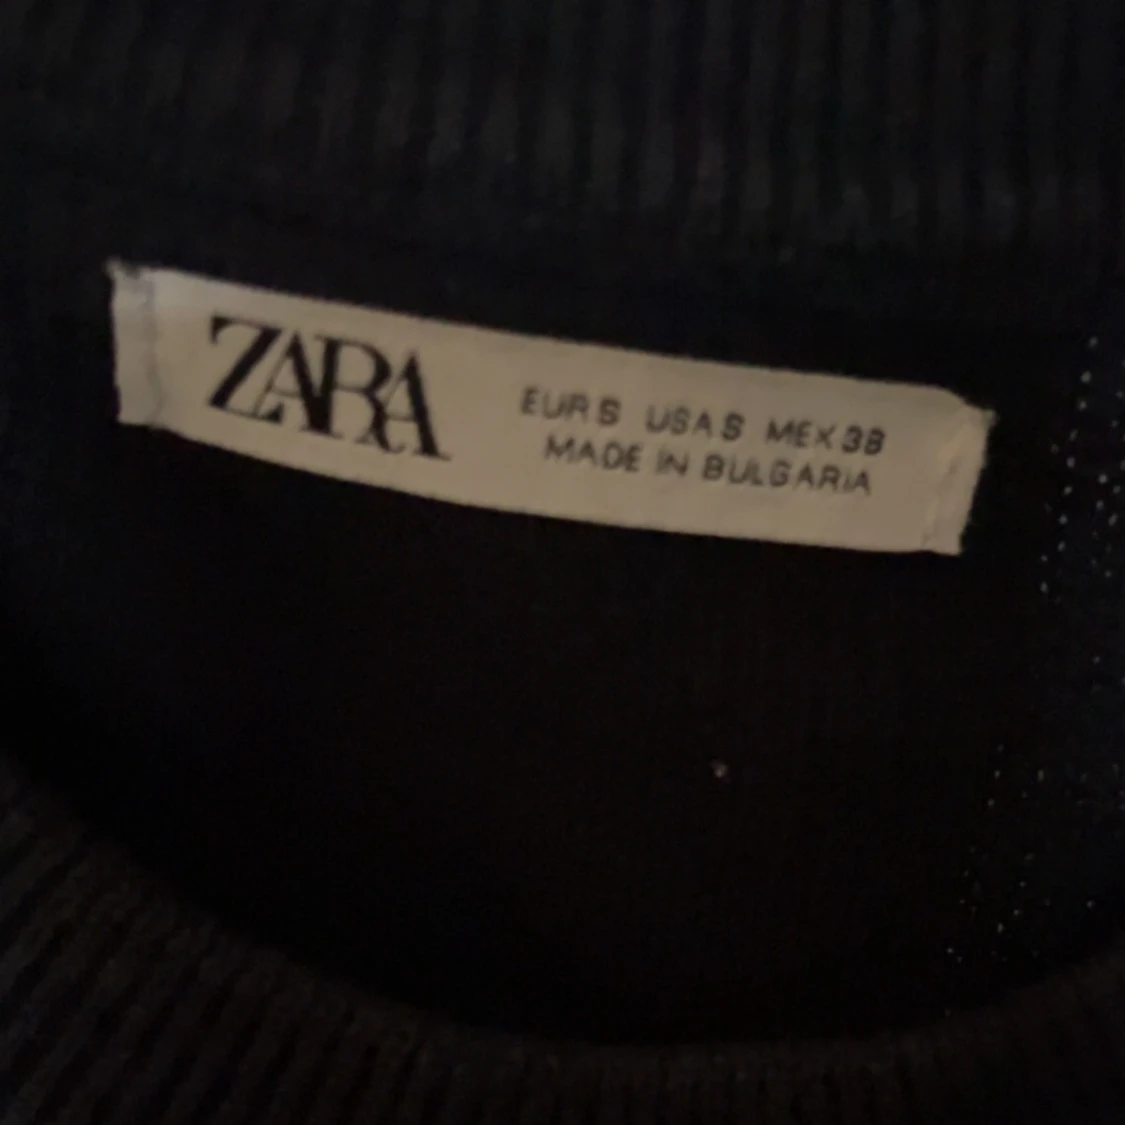 ZARA
EUR S USA S MEX 38
MADE IN BULGARIA